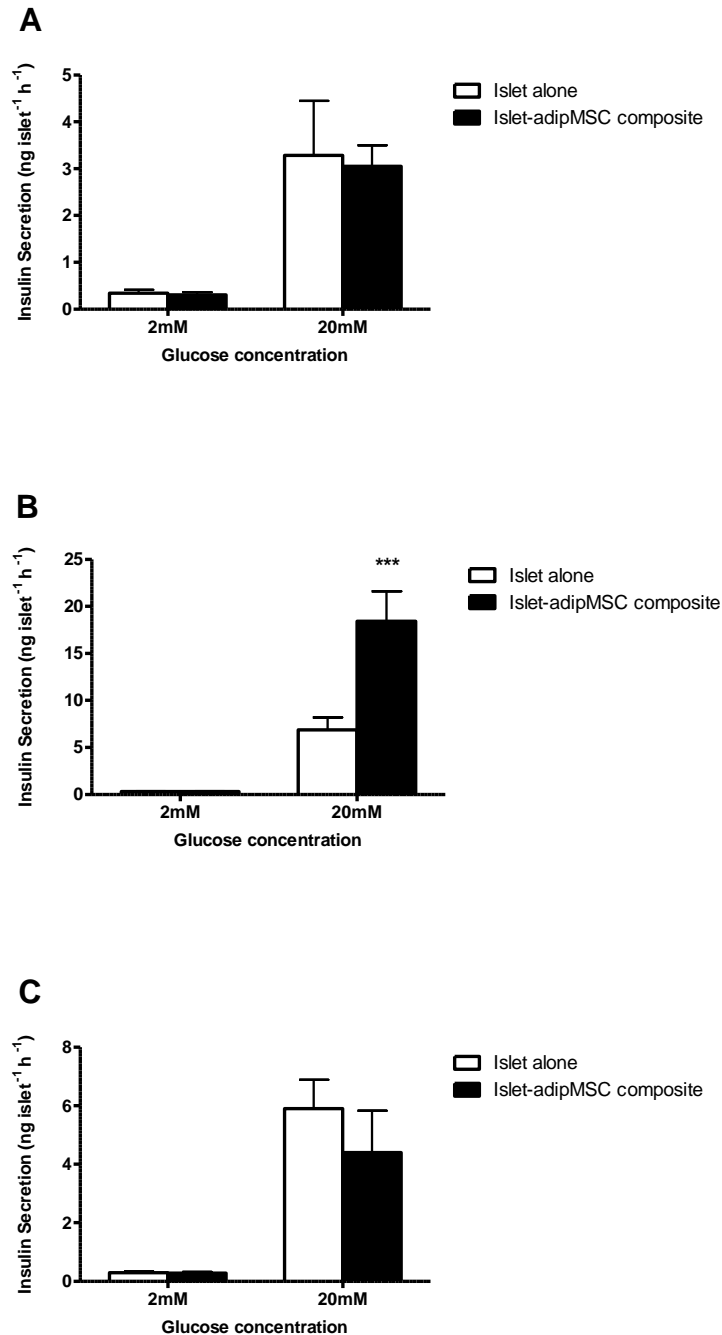 A
Insulin Secretion (ng islet⁻¹ h⁻¹)
5
4
3
2
1
0
2mM
20mM
Glucose concentration
Islet alone
Islet-adipMSC composite
B
Insulin Secretion (ng islet⁻¹ h⁻¹)
25
20
15
10
5
0
***
2mM
20mM
Glucose concentration
Islet alone
Islet-adipMSC composite
C
Insulin Secretion (ng islet⁻¹ h⁻¹)
8
6
4
2
0
2mM
20mM
Glucose concentration
Islet alone
Islet-adipMSC composite